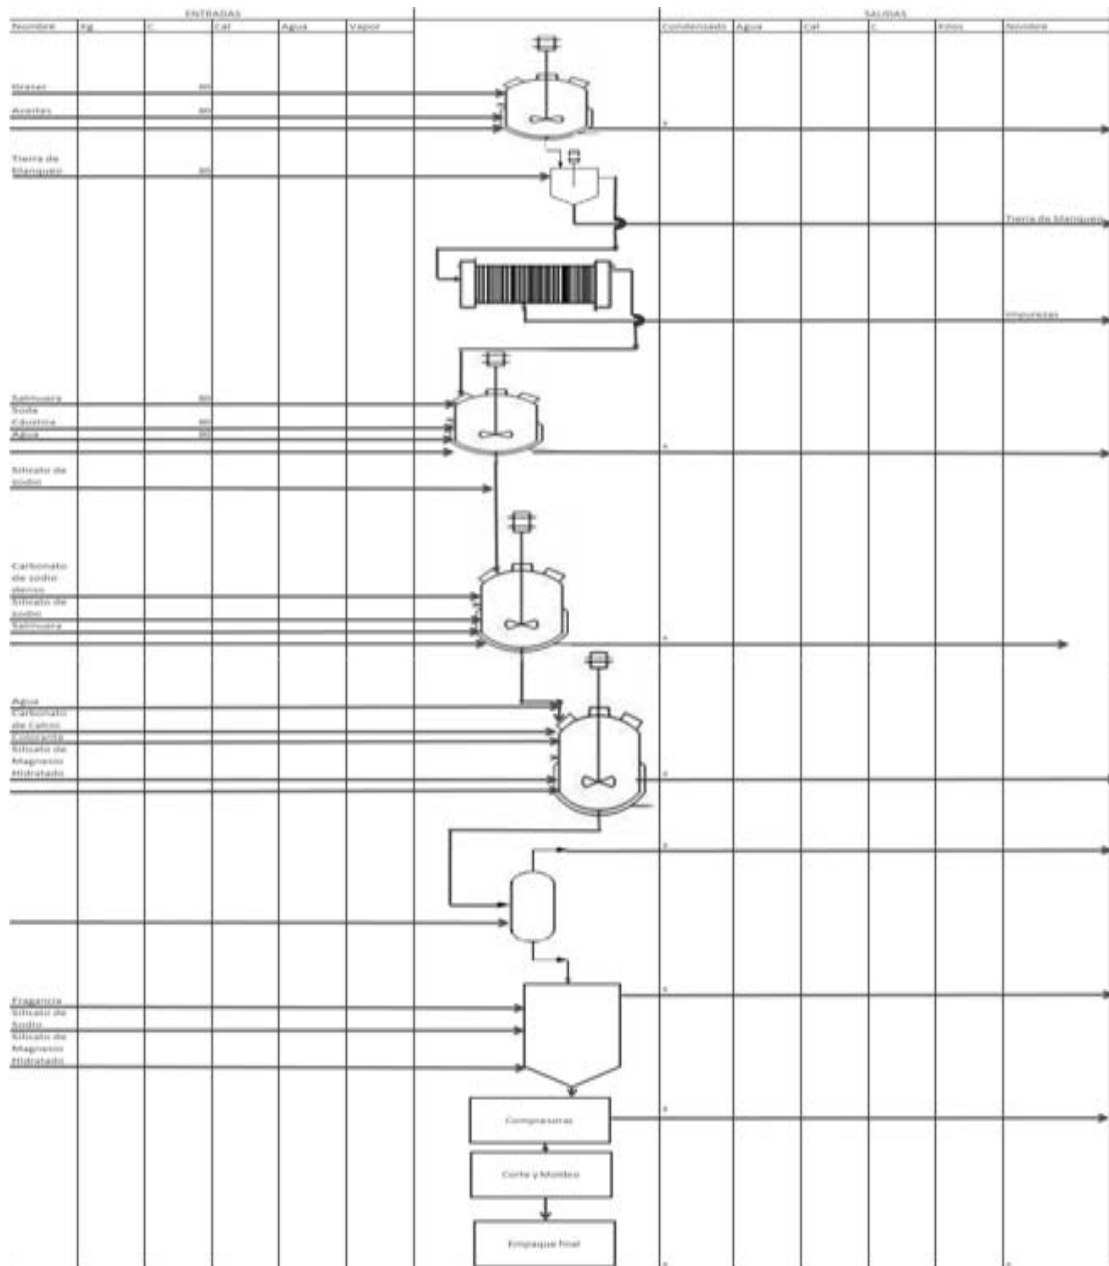 ENTRADAS
SALIDAS
Nombre Kg C Cal Agua Vapor
Condensado Agua Cal C Kilos Nombre
Grasas 80
Aceites 80
Tierra de
blanqueo 80
Tierra de blanqueo
Impurezas
Salmuera 80
Soda
Caustica 80
Agua 80
Silicato de
sodio
Carbonato
de sodio
denso
Silicato de
sodio
Salmuera
Agua
Carbonato
de Calcio
Colorante
Silicato de
Magnesio
Hidratado
Fragancia
Silicato de
Sodio
Silicato de
Magnesio
Hidratado
Compresoras
Corte y Moldeo
Empaque final